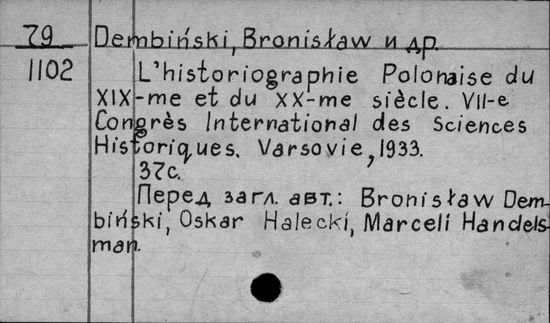 79
1102
Dembiński, Bronisław и др.
L'historiographie Polonaise du
XIX-me et du XX-me siècle. VII-e
Congrès International des Sciences
Historiques. Varsovie, 1933.
37с.
Перед загл. авт.: Bronisław Dem-
biński, Oskar Halecki, Marceli Handels-
man.